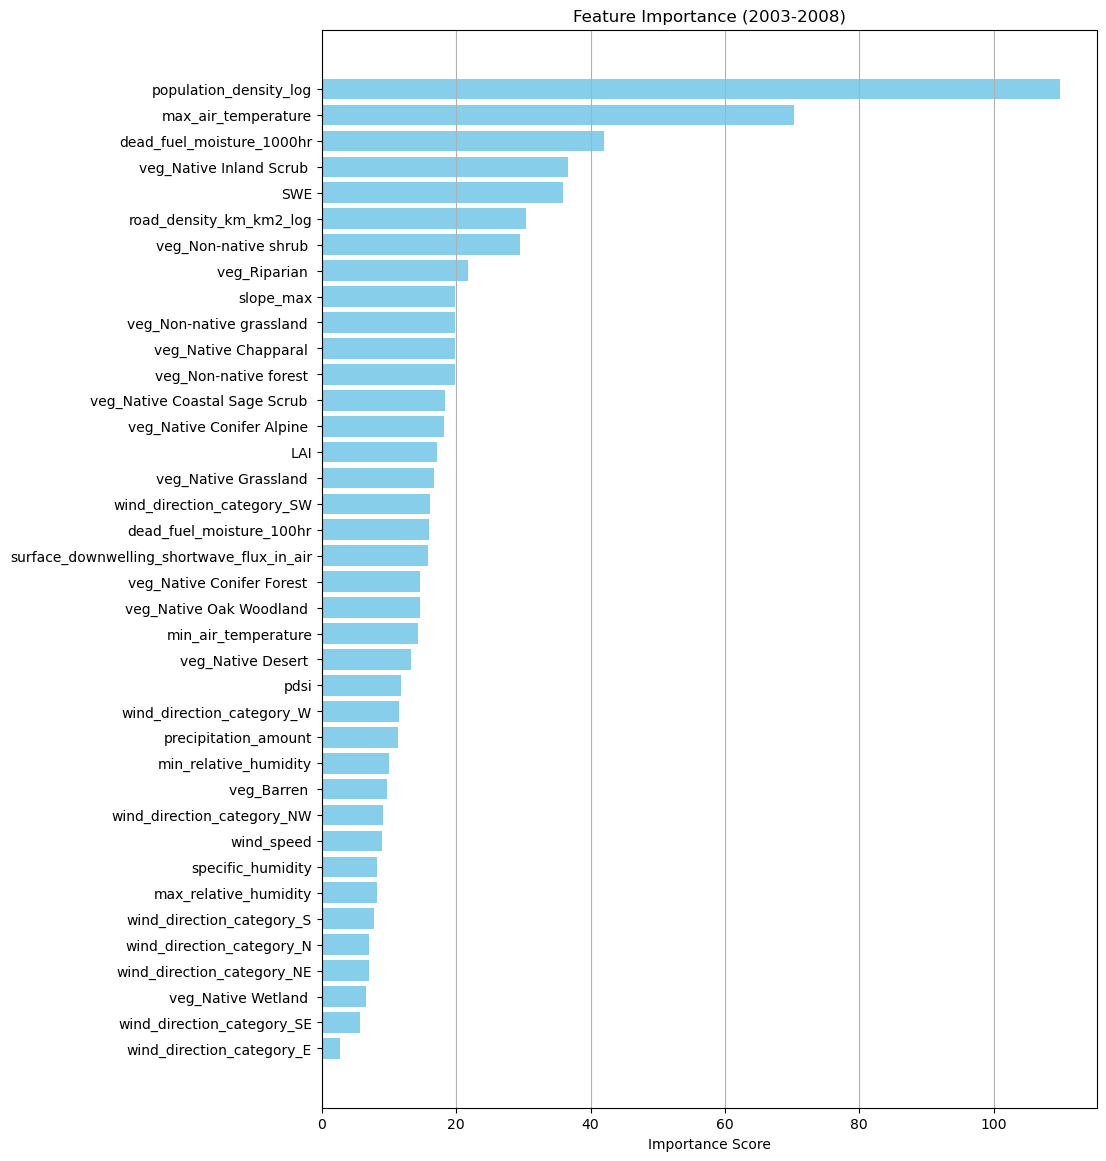 Feature Importance (2003-2008)
population_density_log
max_air_temperature
dead_fuel_moisture_1000hr
veg_Native Inland Scrub
SWE
road_density_km_km2_log
veg_Non-native shrub
veg_Riparian
slope_max
veg_Non-native grassland
veg_Native Chapparal
veg_Non-native forest
veg_Native Coastal Sage Scrub
veg_Native Conifer Alpine
LAI
veg_Native Grassland
wind_direction_category_SW
dead_fuel_moisture_100hr
surface_downwelling_shortwave_flux_in_air
veg_Native Conifer Forest
veg_Native Oak Woodland
min_air_temperature
veg_Native Desert
pdsi
wind_direction_category_W
precipitation_amount
min_relative_humidity
veg_Barren
wind_direction_category_NW
wind_speed
specific_humidity
max_relative_humidity
wind_direction_category_S
wind_direction_category_N
wind_direction_category_NE
veg_Native Wetland
wind_direction_category_SE
wind_direction_category_E
0 20 40 60 80 100
Importance Score